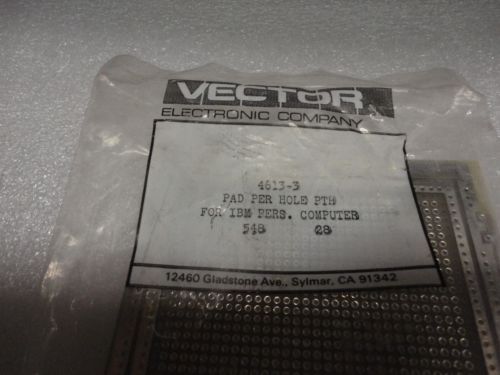 VECTOR
ELECTRONIC COMPANY
4613-3
PAD PER HOLE PTH
FOR IBM PERS. COMPUTER
548 28
12460 Gladstone Ave., Sylmar, CA 91342